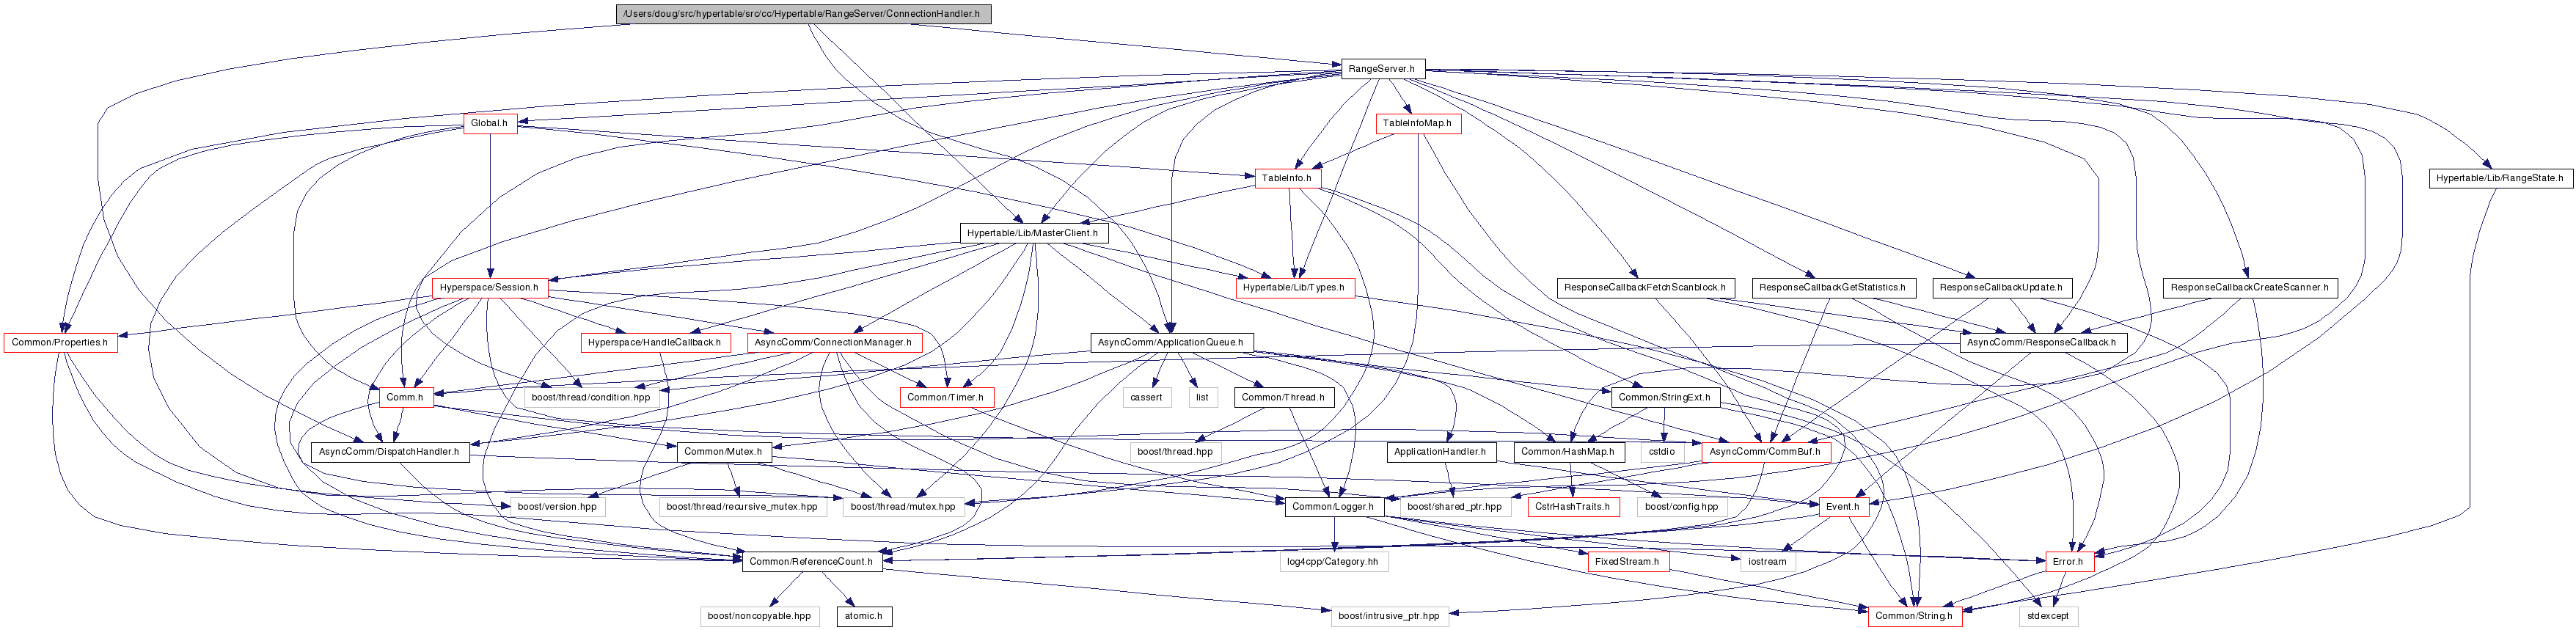 /Users/doug/src/hypertable/src/cc/Hypertable/RangeServer/ConnectionHandler.h
RangeServer.h
Global.h
TableInfoMap.h
TableInfo.h
Hypertable/Lib/RangeState.h
Hypertable/Lib/MasterClient.h
Hyperspace/Session.h
Hypertable/Lib/Types.h
ResponseCallbackFetchScanblock.h
ResponseCallbackGetStatistics.h
ResponseCallbackUpdate.h
ResponseCallbackCreateScanner.h
Common/Properties.h
Hyperspace/HandleCallback.h
AsyncComm/ConnectionManager.h
AsyncComm/ApplicationQueue.h
AsyncComm/ResponseCallback.h
Comm.h
boost/thread/condition.hpp
Common/Timer.h
cassert
list
Common/Thread.h
Common/StringExt.h
AsyncComm/DispatchHandler.h
Common/Mutex.h
boost/thread.hpp
ApplicationHandler.h
Common/HashMap.h
cstdio
AsyncComm/CommBuf.h
boost/version.hpp
boost/thread/recursive_mutex.hpp
boost/thread/mutex.hpp
Common/Logger.h
boost/shared_ptr.hpp
CstrHashTraits.h
boost/config.hpp
Event.h
Common/ReferenceCount.h
log4cpp/Category.hh
FixedStream.h
iostream
Error.h
boost/noncopyable.hpp
atomic.h
boost/intrusive_ptr.hpp
Common/String.h
stdexcept